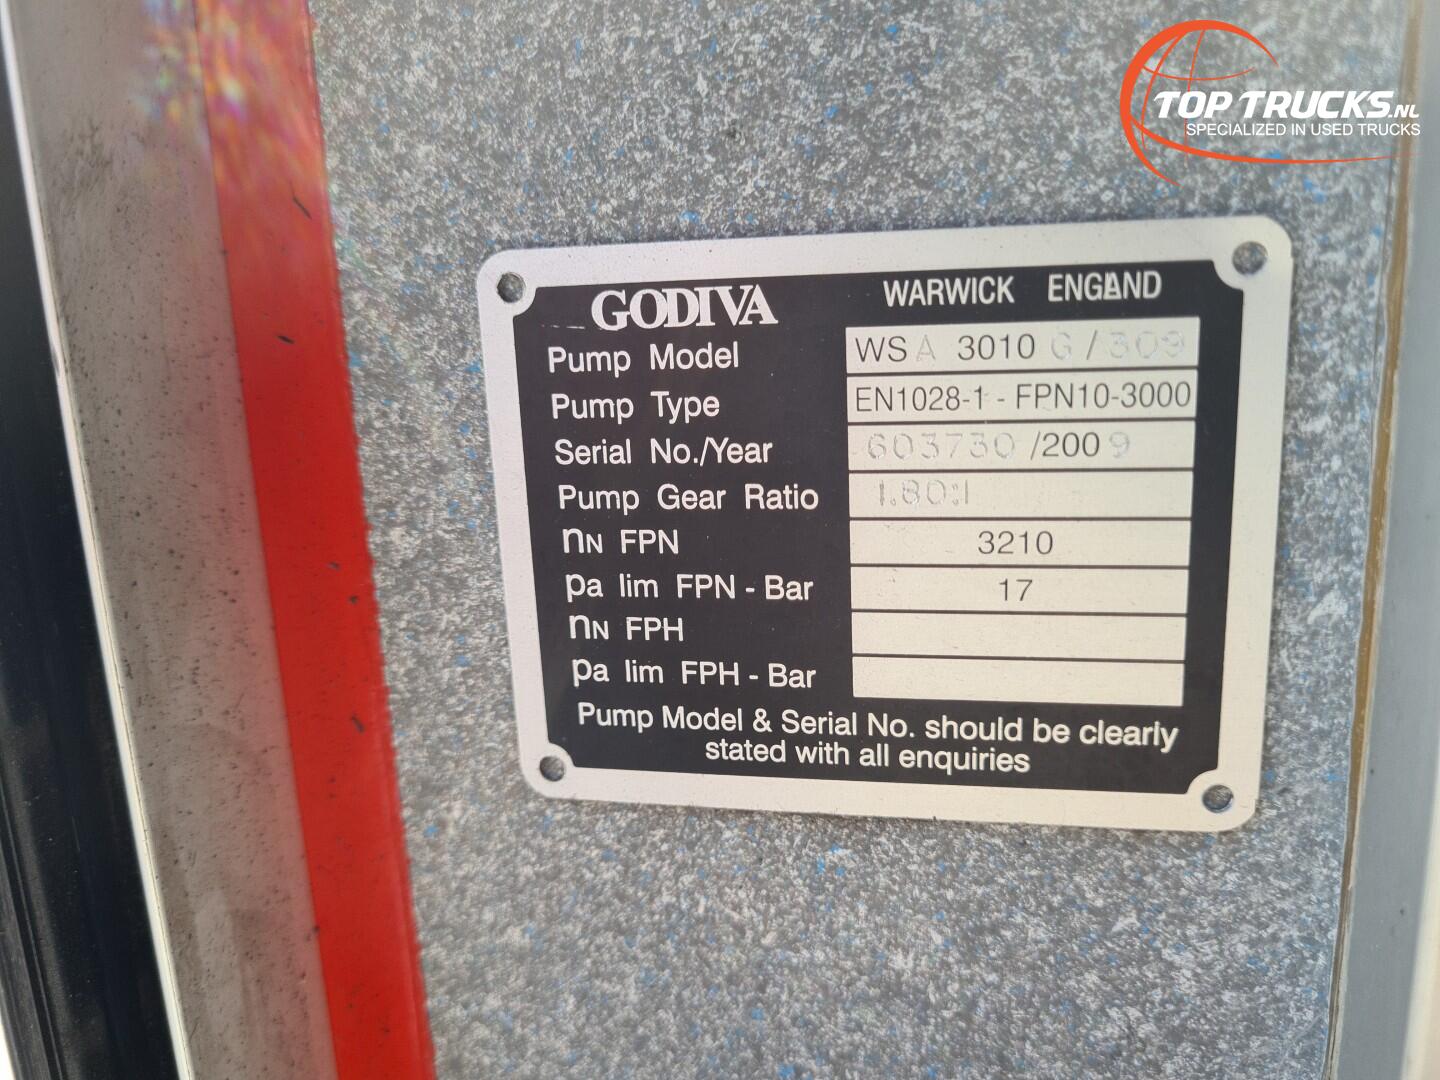 TOP TRUCKS.NL
SPECIALIZED IN USED TRUCKS
GODIVA WARWICK ENGLAND
Pump Model WSA 3010 G/309
Pump Type EN1028-1 - FPN10-3000
Serial No./Year 603730/2009
Pump Gear Ratio 1.80:1
nN FPN 3210
pa lim FPN - Bar 17
nN FPH
pa lim FPH - Bar
Pump Model & Serial No. should be clearly
stated with all enquiries